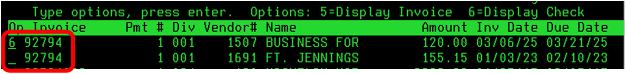 Type options, press enter. Options: 5=Display Invoice 6=Display Check
Op Invoice Pmt # Div Vendor# Name Amount Inv Date Due Date
6 92794 1 001 1507 BUSINESS FOR 120.00 03/06/25 03/21/25
_ 92794 1 001 1691 FT. JENNINGS 155.15 01/03/23 02/10/23